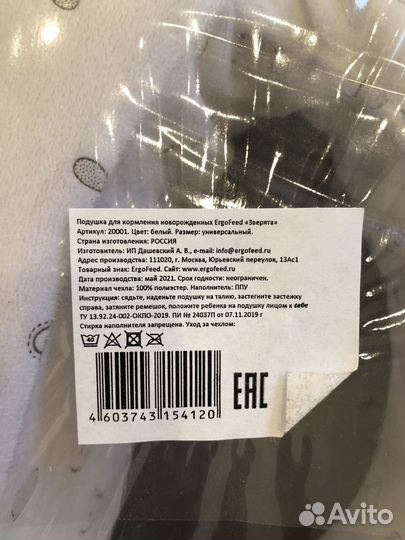 Подушка для кормления новорожденных ErgoFeed «Зверята»
Артикул: 20001. Цвет: белый. Размер: универсальный.
Страна изготовления: РОССИЯ
Изготовитель: ИП Дашевский А. В., e-mail: info@ergofeed.ru
Адрес производства: 111020, г. Москва, Юрьевский переулок, 13Ас1
Товарный знак: ErgoFeed. Сайт: www.ergofeed.ru
Дата изготовления: май 2021. Срок годности: неограничен.
Материал чехла: 100% полиэстер. Наполнитель: ППУ
Инструкция: сядьте, наденьте подушку на талию, застегните застежку
справа, затяните ремешок, положите ребенка на подушку лицом к себе
ТУ 13.92.24-002-ОКПО-2019. ПИ № 24037П от 07.11.2019 г
Стирка наполнителя запрещена. Уход за чехлом:
40
4 603743 154120
EAC
Avito